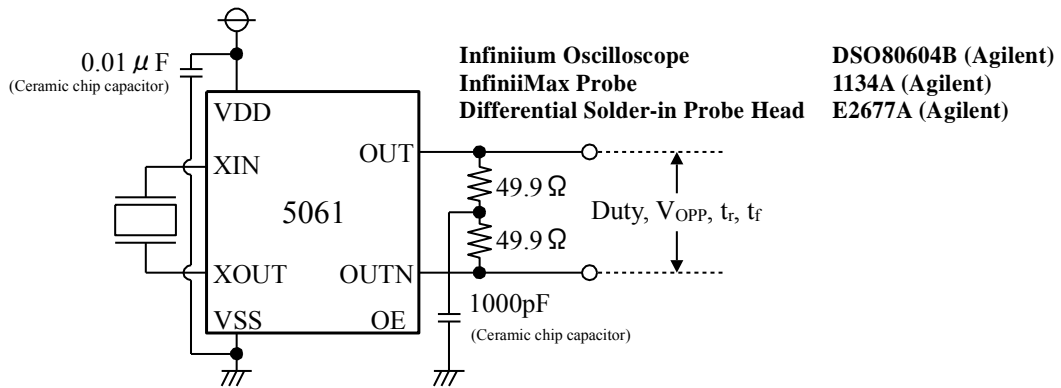 0.01 μF
(Ceramic chip capacitor)
Infiniium Oscilloscope DSO80604B (Agilent)
InfiniiMax Probe 1134A (Agilent)
Differential Solder-in Probe Head E2677A (Agilent)
VDD
OUT
XIN
49.9 Ω
5061
Duty, VOPP, tr, tf
49.9 Ω
XOUT
OUTN
1000pF
(Ceramic chip capacitor)
VSS
OE